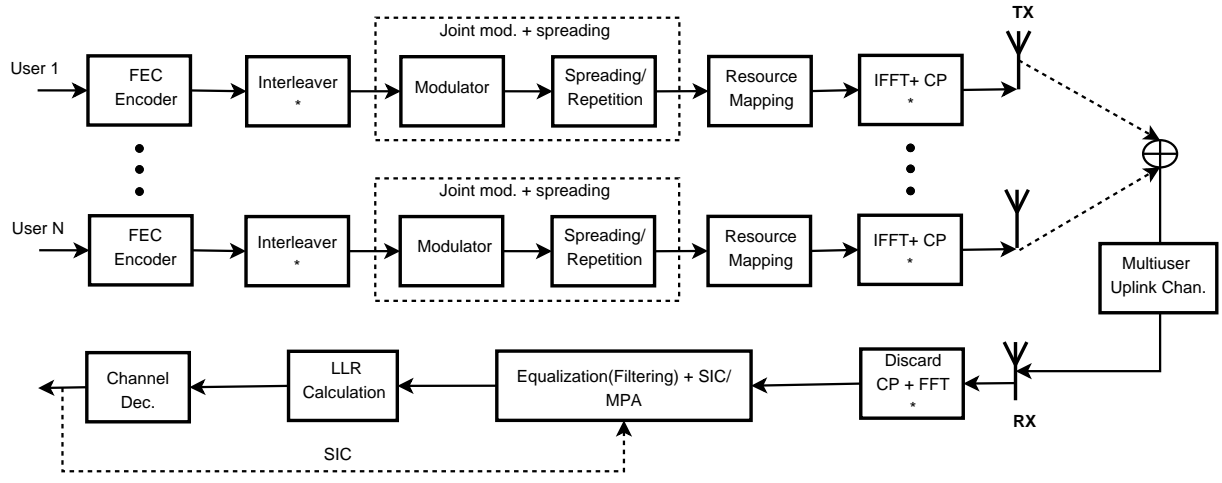 Joint mod. + spreading
TX
User 1
FEC
Encoder
Interleaver
*
Modulator
Spreading/
Repetition
Resource
Mapping
IFFT+ CP
*
Joint mod. + spreading
User N
FEC
Encoder
Interleaver
*
Modulator
Spreading/
Repetition
Resource
Mapping
IFFT+ CP
*
Multiuser
Uplink Chan.
Channel
Dec.
LLR
Calculation
Equalization(Filtering) + SIC/
MPA
Discard
CP + FFT
*
RX
SIC